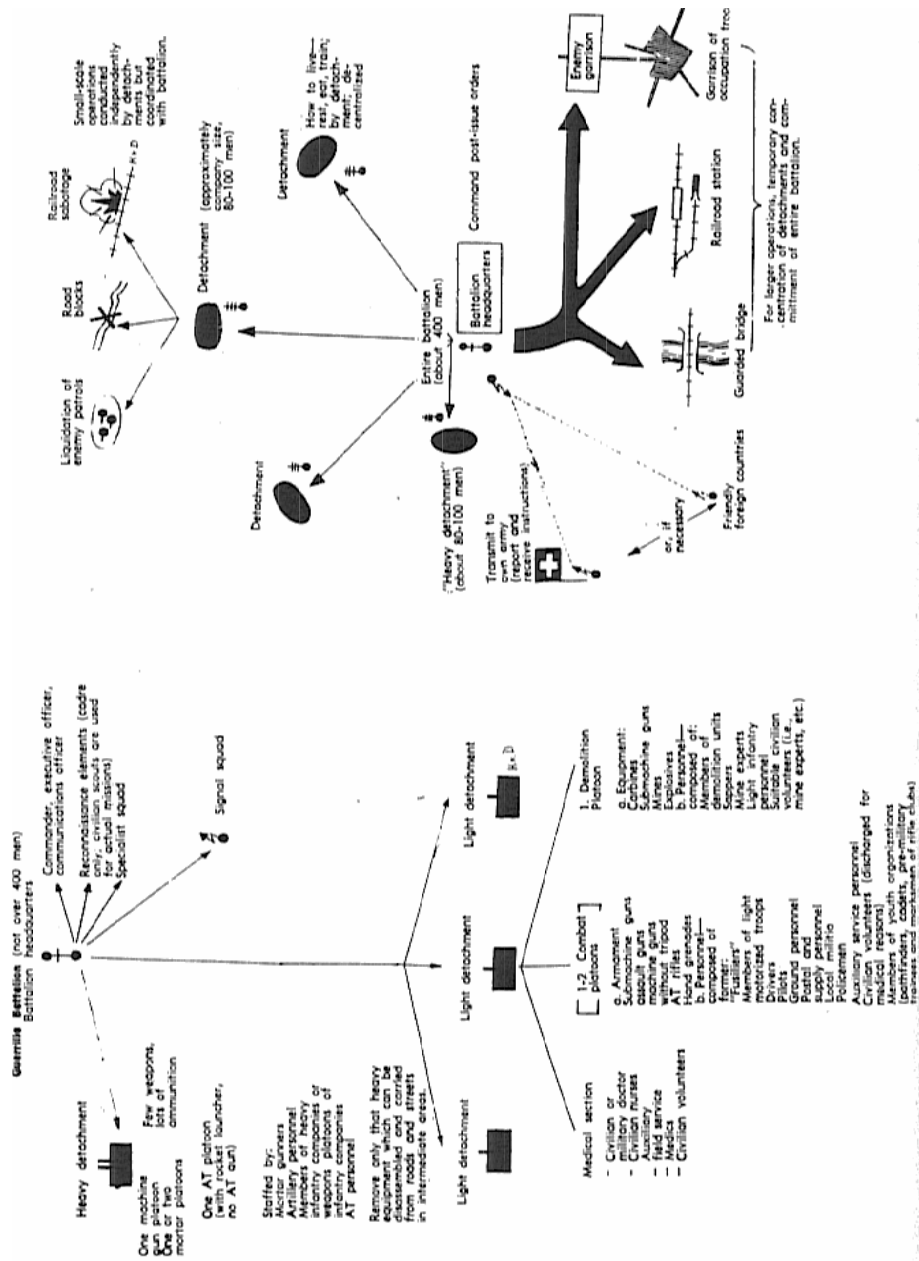 Guerrilla Battalion (not over 400 men)
Battalion headquarters
Commander, executive officer,
communications officer
Reconnaissance elements (cadre
only, civilian scouts are used
for actual missions)
Specialist squad
Signal squad
Heavy detachment
One machine
gun platoon
One or two
mortar platoons
Few weapons,
lots of
ammunition
One AT platoon
(with rocket launcher,
no AT gun)
Staffed by:
Mortar gunners
Artillery personnel
Members of heavy
infantry companies or
weapons platoons of
infantry companies
AT personnel
Remove only that heavy
equipment which can be
disassembled and carried
from roads and streets
in intermediate areas.
Light detachment
Light detachment
Light detachment
H+D
Medical section
- Civilian or
military doctor
- Civilian nurses
- Auxiliary
- field service
- Medics
- Civilian volunteers
1-2 Combat
platoons
a. Armament
Submachine guns
assault guns
machine guns
without tripod
AT rifles
Hand grenades
b. Personnel—
composed of
former:
"Fusiliers"
Members of light
motorized troops
Drivers
Pilots
Ground personnel
Postal and
supply personnel
Local militia
Policemen
Auxiliary service personnel
Civilian volunteers (discharged for
medical reasons)
Members of youth organizations
(pathfinders, cadets, pre-military
trainees and marksmen of rifle clubs)
1. Demolition
Platoon
a. Equipment:
Carbines
Submachine guns
Mines
Explosives
b. Personnel—
composed of:
Members of
demolition units
Sappers
Mine experts
Light infantry
personnel
Suitable civilian
volunteers (i.e.,
mine experts, etc.)
Liquidation of
enemy patrols
Road
blocks
Railroad
sabotage
H+D
Small-scale
operations
conducted
independently
by detach-
ments but
coordinated
with battalion.
Detachment
Detachment (approximately
company size,
80-100 men)
Detachment
How to live—
rest, eat, train;
by detach-
ment; de-
centralized
Entire battalion
(about 400 men)
"Heavy detachment"
(about 80-100 men)
Battalion
headquarters
Command post-issue orders
Transmit to
own army
(report and
receive instructions)
or, if
necessary
Friendly
foreign countries
Guarded bridge
Railroad station
Enemy
garrison
Garrison of
occupation
For larger operations, temporary con-
centration of detachments and com-
mittment of entire battalion.